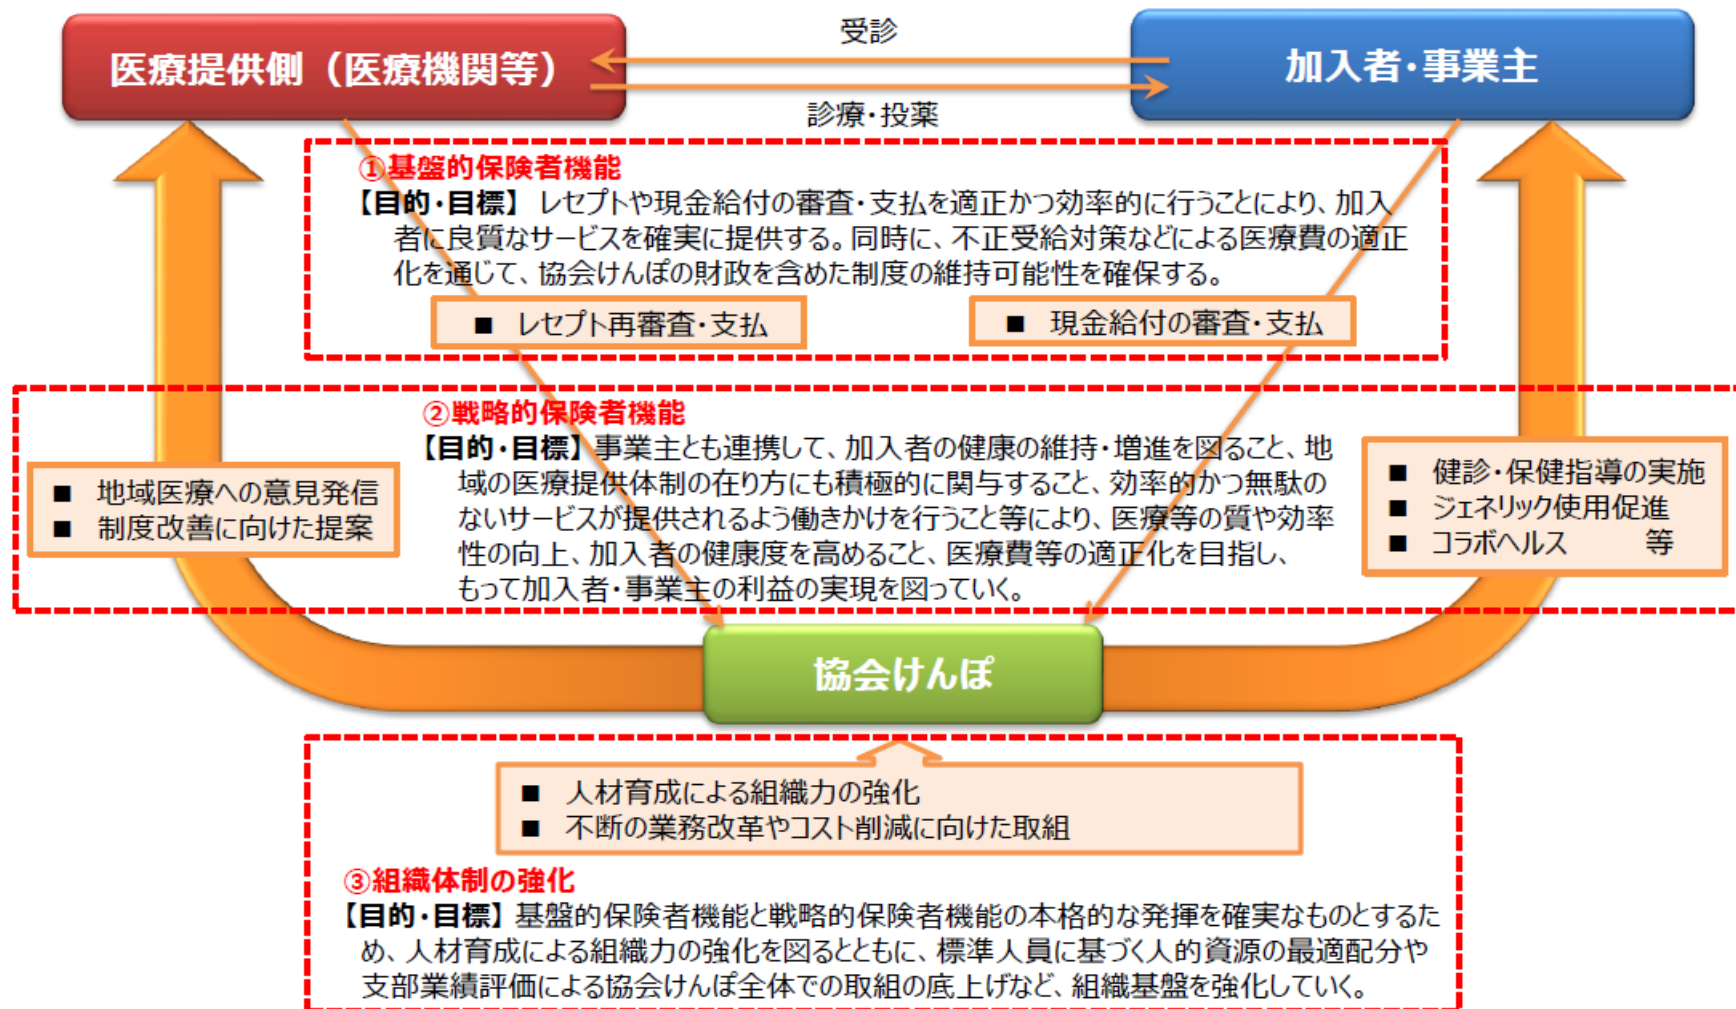 医療提供側（医療機関等）
受診
診療・投薬
加入者・事業主
①基盤的保険者機能
【目的・目標】 レセプトや現金給付の審査・支払を適正かつ効率的に行うことにより、加入
者に良質なサービスを確実に提供する。同時に、不正受給対策などによる医療費の適正
化を通じて、協会けんぽの財政を含めた制度の維持可能性を確保する。
■ レセプト再審査・支払
■ 現金給付の審査・支払
②戦略的保険者機能
【目的・目標】事業主とも連携して、加入者の健康の維持・増進を図ること、地
域の医療提供体制の在り方にも積極的に関与すること、効率的かつ無駄の
ないサービスが提供されるよう働きかけを行うこと等により、医療等の質や効率
性の向上、加入者の健康度を高めること、医療費等の適正化を目指し、
もって加入者・事業主の利益の実現を図っていく。
■ 地域医療への意見発信
■ 制度改善に向けた提案
■ 健診・保健指導の実施
■ ジェネリック使用促進
■ コラボヘルス 等
協会けんぽ
■ 人材育成による組織力の強化
■ 不断の業務改革やコスト削減に向けた取組
③組織体制の強化
【目的・目標】 基盤的保険者機能と戦略的保険者機能の本格的な発揮を確実なものとするた
め、人材育成による組織力の強化を図るとともに、標準人員に基づく人的資源の最適配分や
支部業績評価による協会けんぽ全体での取組の底上げなど、組織基盤を強化していく。